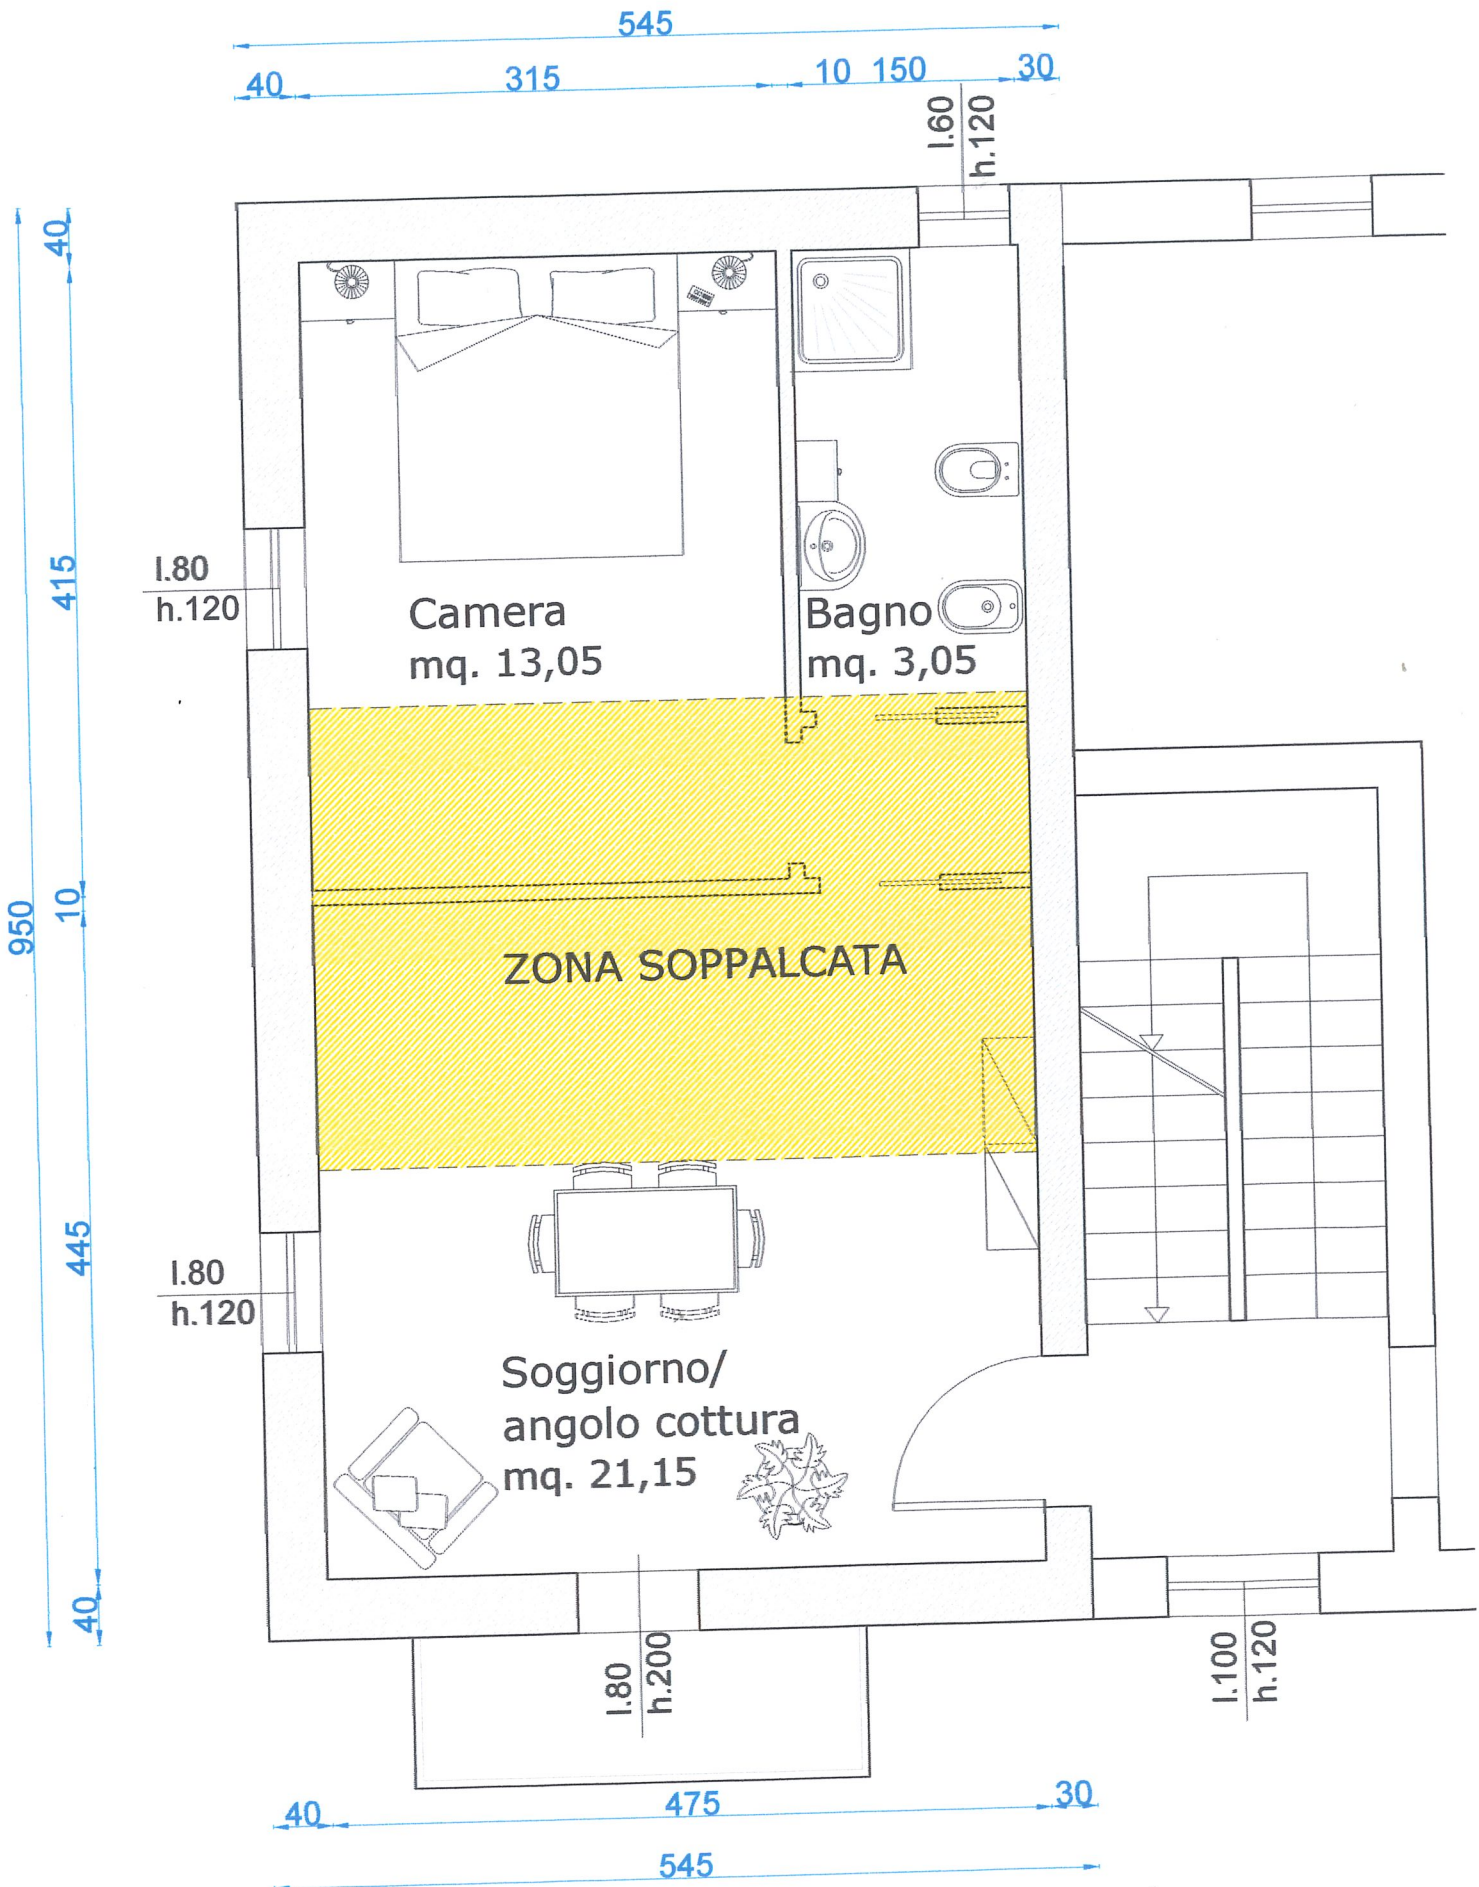 545
40 315 10 150 30
l.60
h.120
40
415
10
445
40
950
l.80
h.120
Camera
mq. 13,05
Bagno
mq. 3,05
ZONA SOPPALCATA
l.80
h.120
Soggiorno/
angolo cottura
mq. 21,15
l.80
h.200
l.100
h.120
40 475 30
545